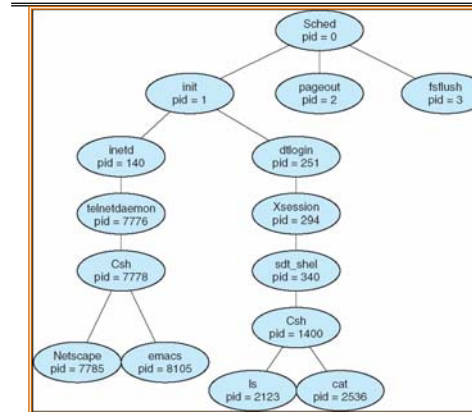 Sched
pid = 0
init
pid = 1
pageout
pid = 2
fsflush
pid = 3
inetd
pid = 140
dtlogin
pid = 251
telnetdaemon
pid = 7776
Xsession
pid = 294
Csh
pid = 7778
sdt_shel
pid = 340
Csh
pid = 1400
Netscape
pid = 7785
emacs
pid = 8105
ls
pid = 2123
cat
pid = 2536